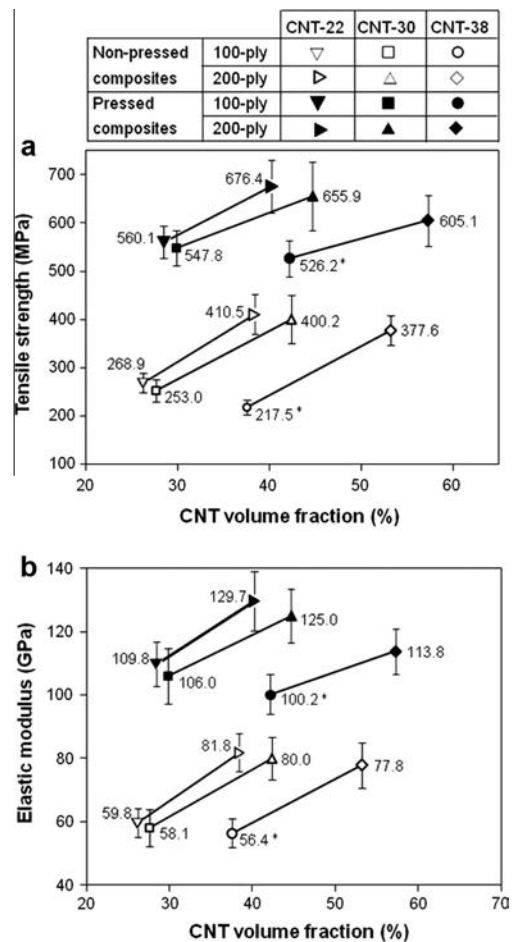 CNT-22 CNT-30 CNT-38
Non-pressed 100-ply
composites 200-ply
Pressed 100-ply
composites 200-ply
a
700
600
500
400
300
200
100
Tensile strength (MPa)
676.4
655.9
560.1
547.8
605.1
526.2*
410.5
400.2
377.6
268.9
253.0
217.5*
20 30 40 50 60
CNT volume fraction (%)
b
140
120
100
80
60
40
Elastic modulus (GPa)
129.7
125.0
109.8
106.0
113.8
100.2*
81.8
80.0
77.8
59.8
58.1
56.4*
20 30 40 50 60 70
CNT volume fraction (%)